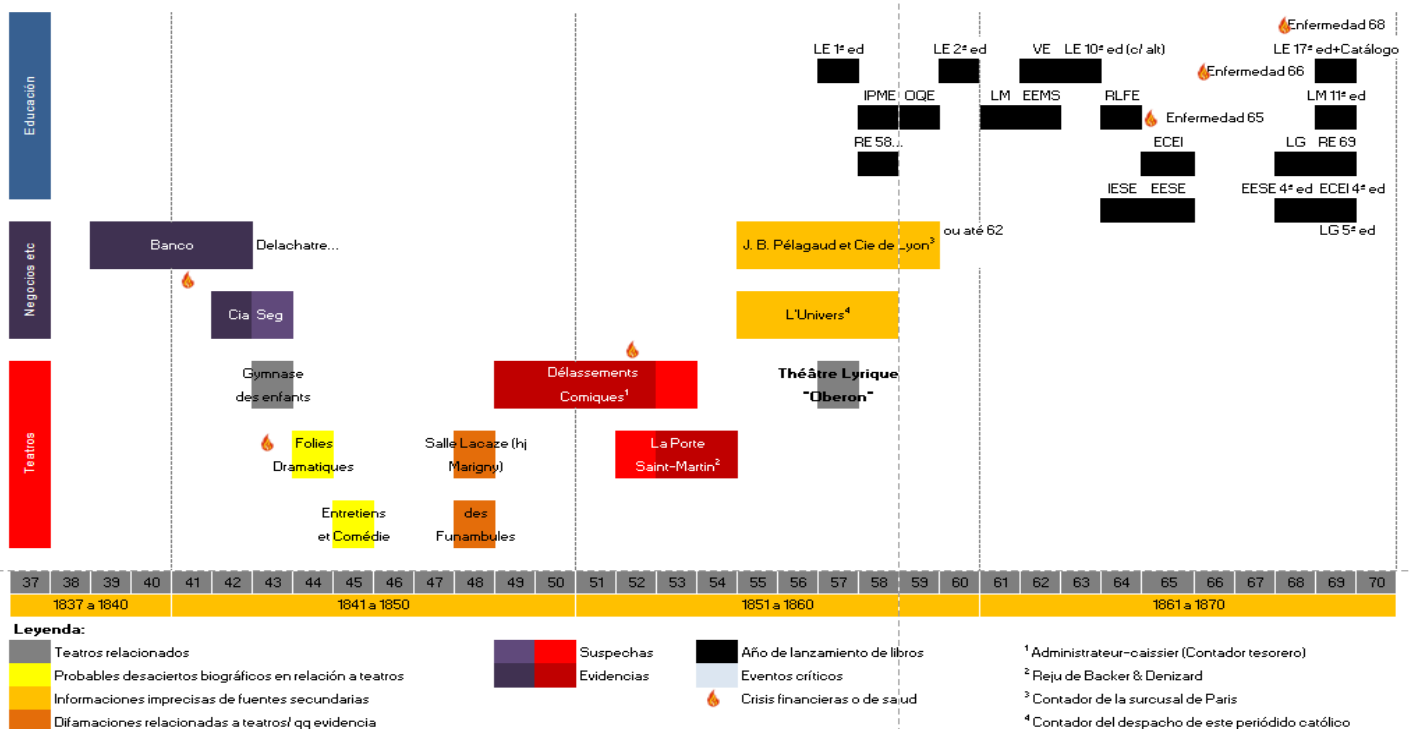 Educación
Enfermedad 68
LE 1ª ed
LE 2ª ed
VE
LE 10ª ed (c/ alt)
LE 17ª ed+Catálogo
Enfermedad 66
IPME
OQE
LM
EEMS
RLFE
LM 11ª ed
Enfermedad 65
RE 58...
ECEI
LG
RE 69
IESE
EESE
EESE 4ª ed
ECEI 4ª ed
LG 5ª ed
Negocios etc
Banco
Delachatre...
J. B. Pélagaud et Cie de Lyon³
ou até 62
Cia Seg
L'Univers⁴
Teatros
Gymnase
des enfants
Délassements
Comiques¹
Théâtre Lyrique
"Oberon"
Folies
Dramatiques
Salle Lacaze (hj
Marigny)
La Porte
Saint-Martin²
Entretiens
et Comédie
des
Funambules
37 38 39 40 41 42 43 44 45 46 47 48 49 50 51 52 53 54 55 56 57 58 59 60 61 62 63 64 65 66 67 68 69 70
1837 a 1840
1841 a 1850
1851 a 1860
1861 a 1870
Leyenda:
Teatros relacionados
Probables desaciertos biográficos en relación a teatros
Informaciones imprecisas de fuentes secundarias
Difamaciones relacionadas a teatros/ qq evidencia
Suspechas
Evidencias
Año de lanzamiento de libros
Eventos críticos
Crisis financieras o de salud
¹ Administrateur-caissier (Contador tesorero)
² Reju de Backer & Denizard
³ Contador de la surcusal de Paris
⁴ Contador del despacho de este periódido católico